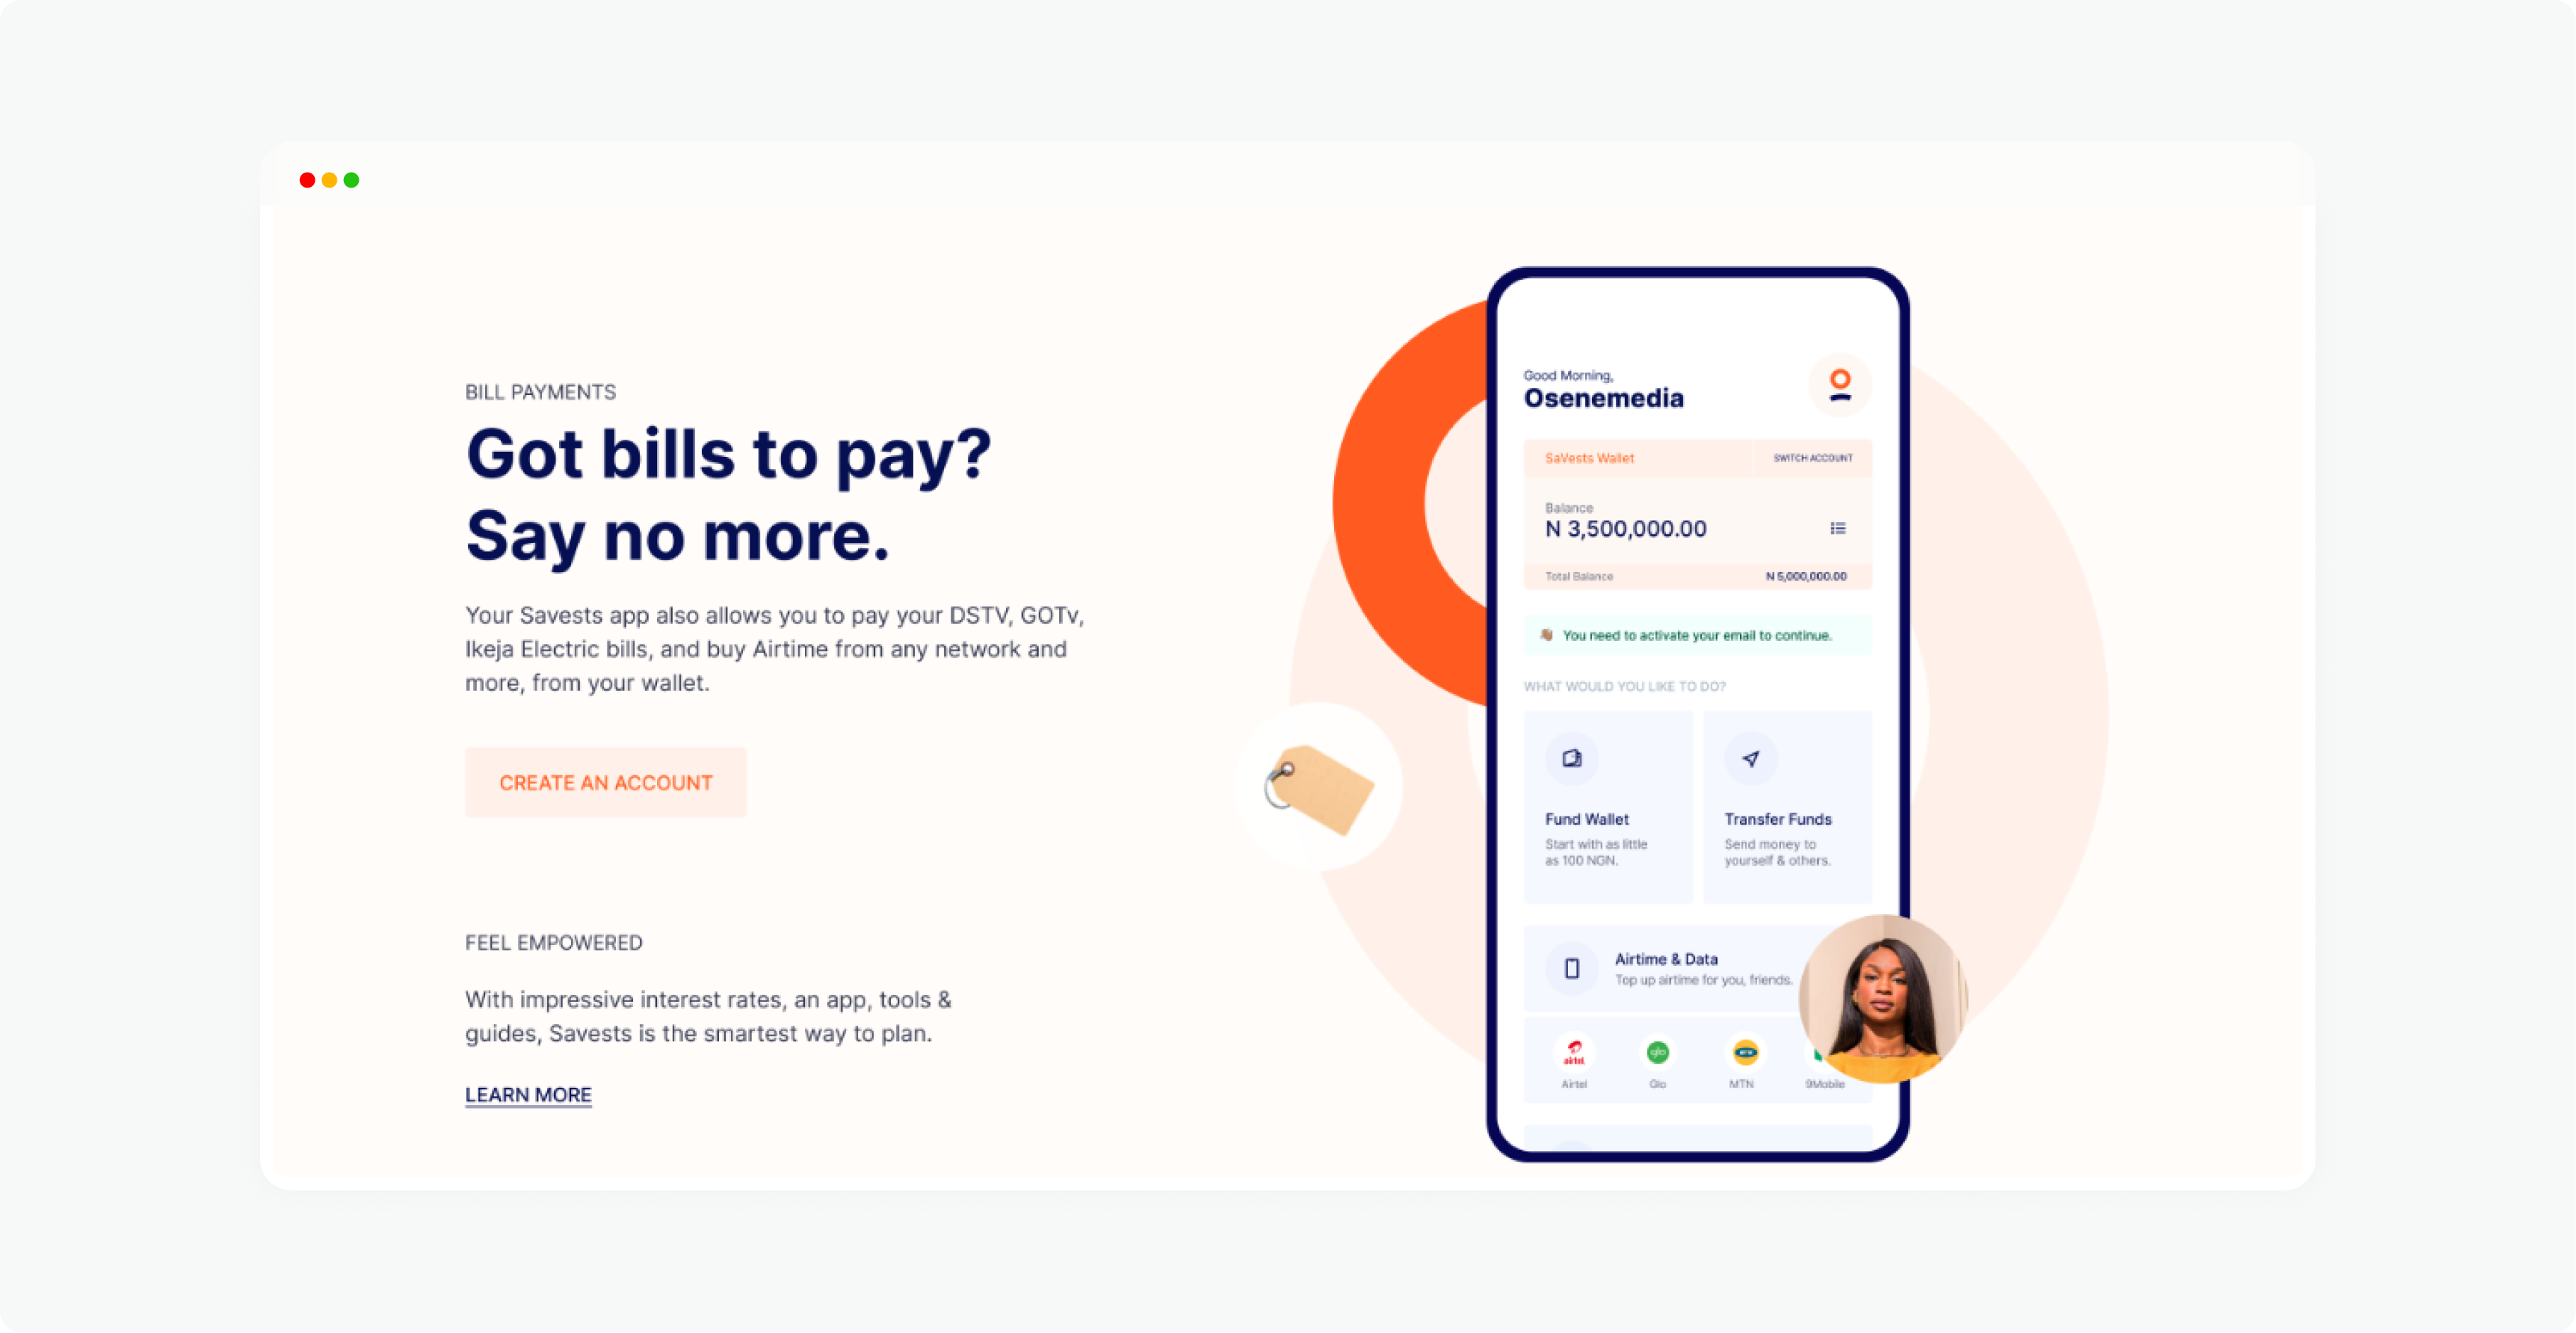 BILL PAYMENTS
Got bills to pay?
Say no more.
Your Savests app also allows you to pay your DSTV, GOTv,
Ikeja Electric bills, and buy Airtime from any network and
more, from your wallet.
CREATE AN ACCOUNT
FEEL EMPOWERED
With impressive interest rates, an app, tools &
guides, Savests is the smartest way to plan.
LEARN MORE
Good Morning,
Osenemedia
SaVests Wallet
SWITCH ACCOUNT
Balance
N 3,500,000.00
Total Balance
N 5,000,000.00
You need to activate your email to continue.
WHAT WOULD YOU LIKE TO DO?
Fund Wallet
Start with as little
as 100 NGN.
Transfer Funds
Send money to
yourself & others.
Airtime & Data
Top up airtime for you, friends.
airtel
glo
MTN
Airtel
Glo
MTN
9Mobile